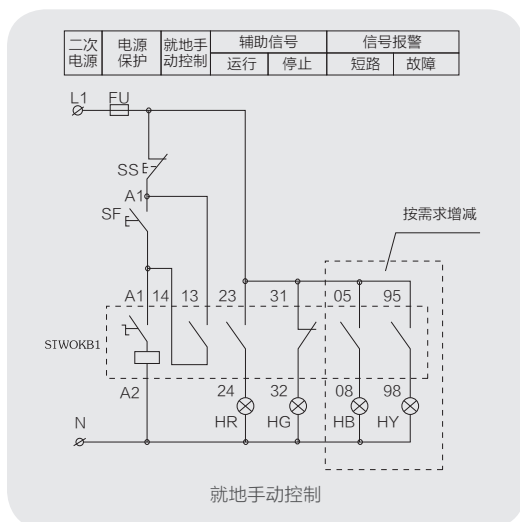 二次电源
电源保护
就地手动控制
辅助信号
信号报警
运行
停止
短路
故障
L1
FU
SS
A1
SF
按需求增减
A1 14 13 23 31 05 95
STWOKB1
A2 24 32 08 98
HR HG HB HY
N
就地手动控制